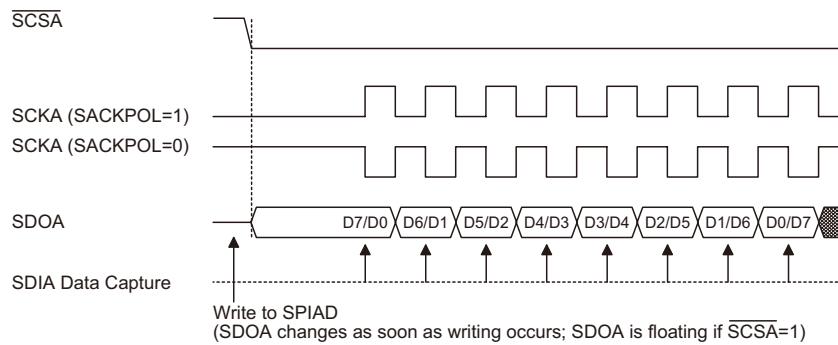 SCSA
SCKA (SACKPOL=1)
SCKA (SACKPOL=0)
SDOA D7/D0 D6/D1 D5/D2 D4/D3 D3/D4 D2/D5 D1/D6 D0/D7
SDIA Data Capture
Write to SPIAD
(SDOA changes as soon as writing occurs; SDOA is floating if SCSA=1)